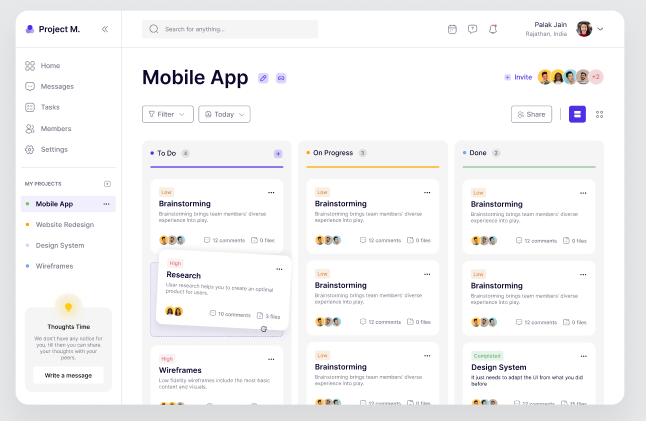 Project M.
Search for anything...
Palak Jain
Rajathan, India
Home
Messages
Tasks
Members
Settings
MY PROJECTS
Mobile App
Website Redesign
Design System
Wireframes
Thoughts Time
We don't have any notice for
you, till then you can share
your thoughts with your
peers.
Write a message
Mobile App
Invite
+2
Filter
Today
Share
To Do 4
Low
Brainstorming
Brainstorming brings team members' diverse
experience into play.
12 comments
0 files
High
Research
User research helps you to create an optimal
product for users.
10 comments
3 files
High
Wireframes
Low fidelity wireframes include the most basic
content and visuals.
On Progress 3
Low
Brainstorming
Brainstorming brings team members' diverse
experience into play.
12 comments
0 files
Low
Brainstorming
Brainstorming brings team members' diverse
experience into play.
12 comments
0 files
Low
Brainstorming
Brainstorming brings team members' diverse
experience into play.
12 comments
0 files
Done 2
Low
Brainstorming
Brainstorming brings team members' diverse
experience into play.
12 comments
0 files
Low
Brainstorming
Brainstorming brings team members' diverse
experience into play.
12 comments
0 files
Completed
Design System
It just needs to adapt the UI from what you did
before
12 comments
15 files